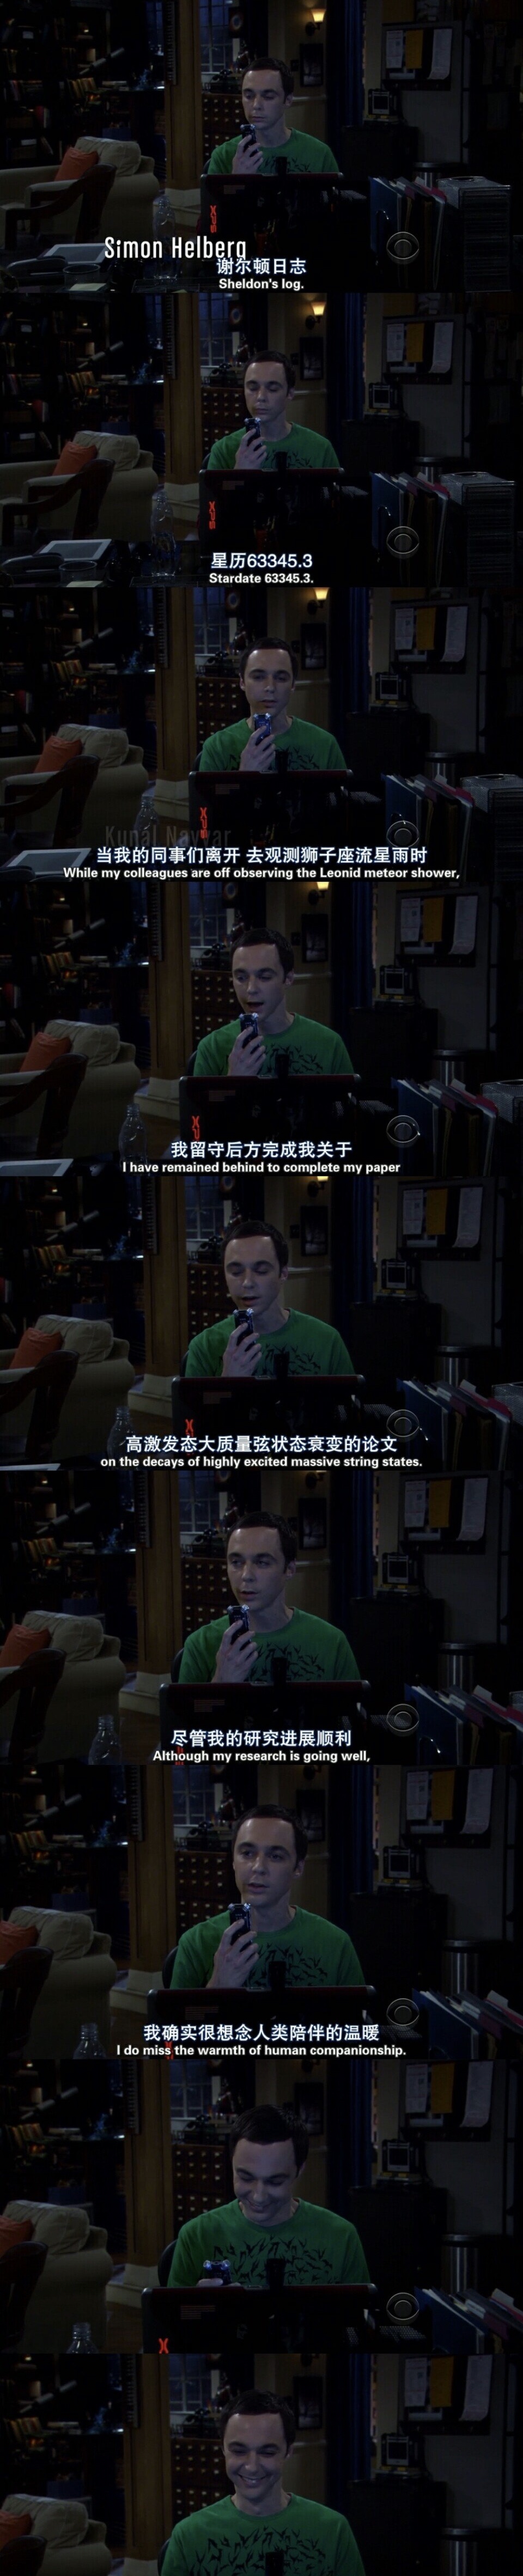 Simon Helberg
谢尔顿日志
Sheldon's log.
星历63345.3
Stardate 63345.3.
Kunal Nayyar
当我的同事们离开 去观测狮子座流星雨时
While my colleagues are off observing the Leonid meteor shower,
我留守后方完成我关于
I have remained behind to complete my paper
高激发态大质量弦状态衰变的论文
on the decays of highly excited massive string states.
尽管我的研究进展顺利
Although my research is going well,
我确实很想念人类陪伴的温暖
I do miss the warmth of human companionship.